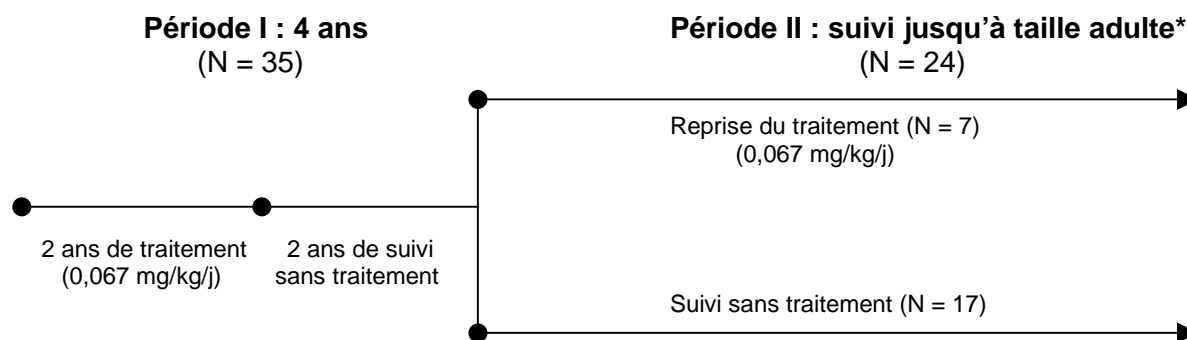 Période I : 4 ans
(N = 35)
Période II : suivi jusqu'à taille adulte*
(N = 24)
Reprise du traitement (N = 7)
(0,067 mg/kg/j)
2 ans de traitement
(0,067 mg/kg/j)
2 ans de suivi
sans traitement
Suivi sans traitement (N = 17)